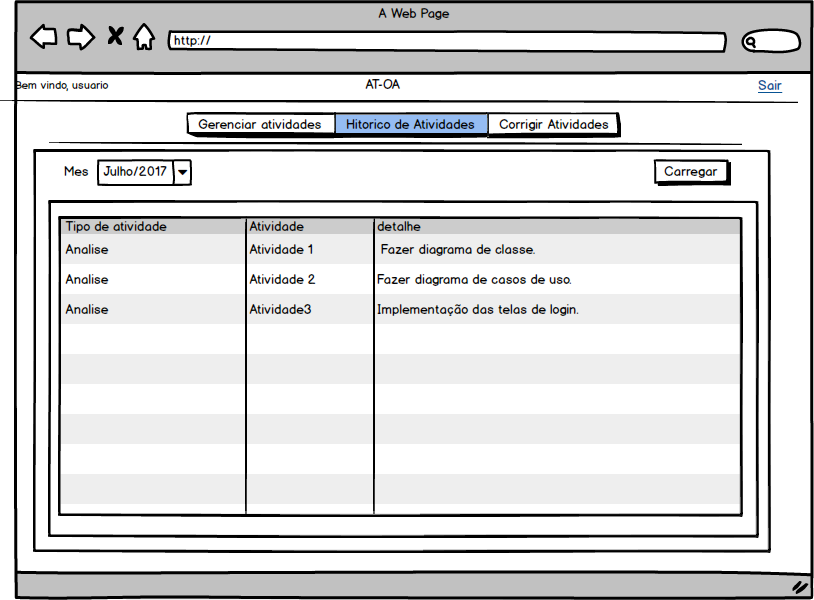 A Web Page
http://
Bem vindo, usuario AT-OA Sair
Gerenciar atividades Hitorico de Atividades Corrigir Atividades
Mes Julho/2017 Carregar
Tipo de atividade Atividade detalhe
Analise Atividade 1 Fazer diagrama de classe.
Analise Atividade 2 Fazer diagrama de casos de uso.
Analise Atividade3 Implementação das telas de login.